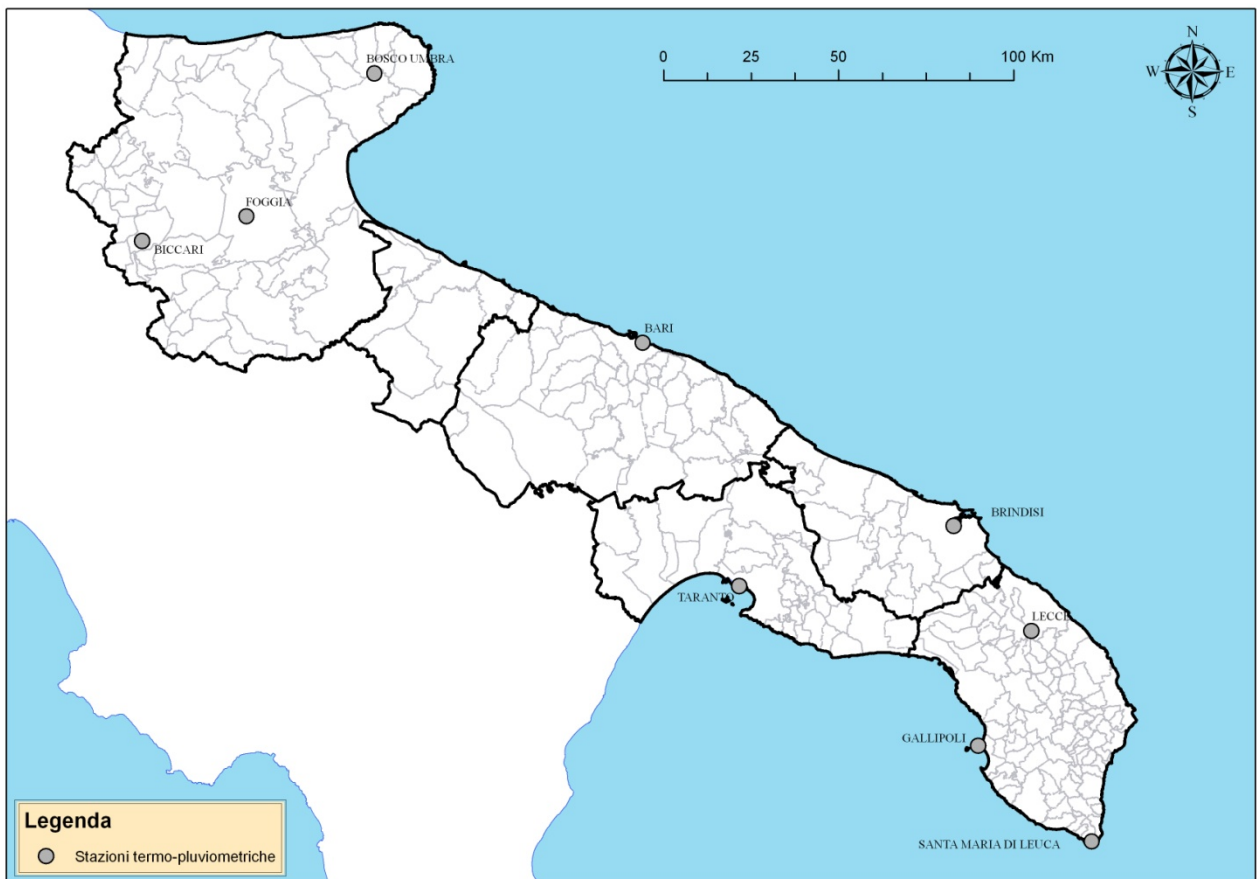 BOSCO UMBRA
0 25 50 100 Km
N
W E
S
FOGGIA
BICCARI
BARI
BRINDISI
TARANTO
LECCE
GALLIPOLI
SANTA MARIA DI LEUCA
Legenda
Stazioni termo-pluviometriche